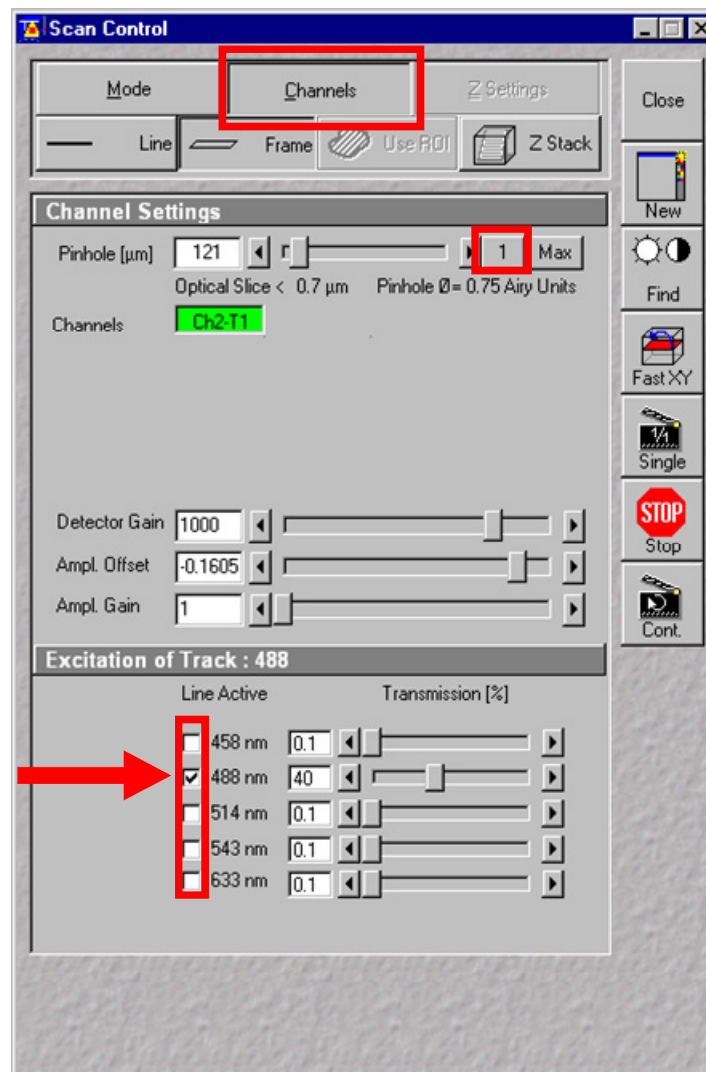 Scan Control
Mode Channels Z Settings
Line Frame Use ROI Z Stack
Close
New
Find
Fast XY
1/1
Single
STOP
Stop
Cont.
Channel Settings
Pinhole [µm] 121 1 Max
Optical Slice < 0.7 µm Pinhole Ø= 0.75 Airy Units
Channels Ch2-T1
Detector Gain 1000
Ampl. Offset -0.1605
Ampl. Gain 1
Excitation of Track : 488
Line Active Transmission [%]
458 nm 0.1
488 nm 40
514 nm 0.1
543 nm 0.1
633 nm 0.1